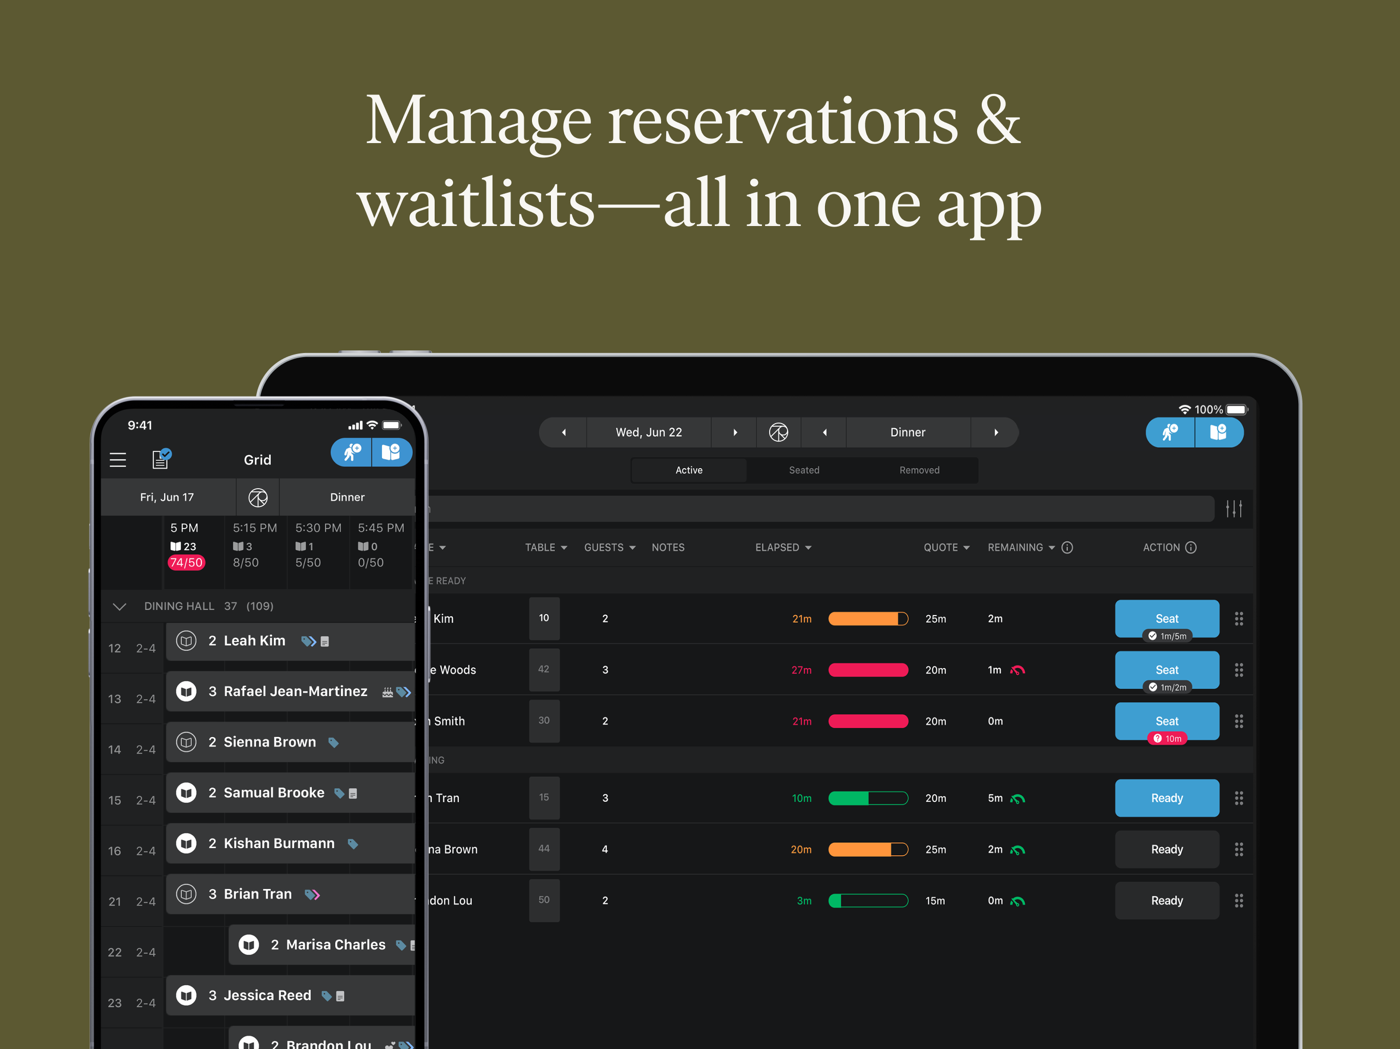 Manage reservations &
waitlists—all in one app
9:41
Grid
Fri, Jun 17
Dinner
5 PM 5:15 PM 5:30 PM 5:45 PM
23 3 1 0
74/50 8/50 5/50 0/50
DINING HALL 37 (109)
12 2-4 2 Leah Kim
13 2-4 3 Rafael Jean-Martinez
14 2-4 2 Sienna Brown
15 2-4 2 Samual Brooke
16 2-4 2 Kishan Burmann
21 2-4 3 Brian Tran
22 2-4 2 Marisa Charles
23 2-4 3 Jessica Reed
2 Brandon Lou
100%
Wed, Jun 22
Dinner
Active Seated Removed
TABLE GUESTS NOTES ELAPSED QUOTE REMAINING ACTION
READY
Kim 10 2 21m 25m 2m Seat
1m/5m
Woods 42 3 27m 20m 1m Seat
1m/2m
Smith 30 2 21m 20m 0m Seat
10m
Tran 15 3 10m 20m 5m Ready
Brown 44 4 20m 25m 2m Ready
Lou 50 2 3m 15m 0m Ready